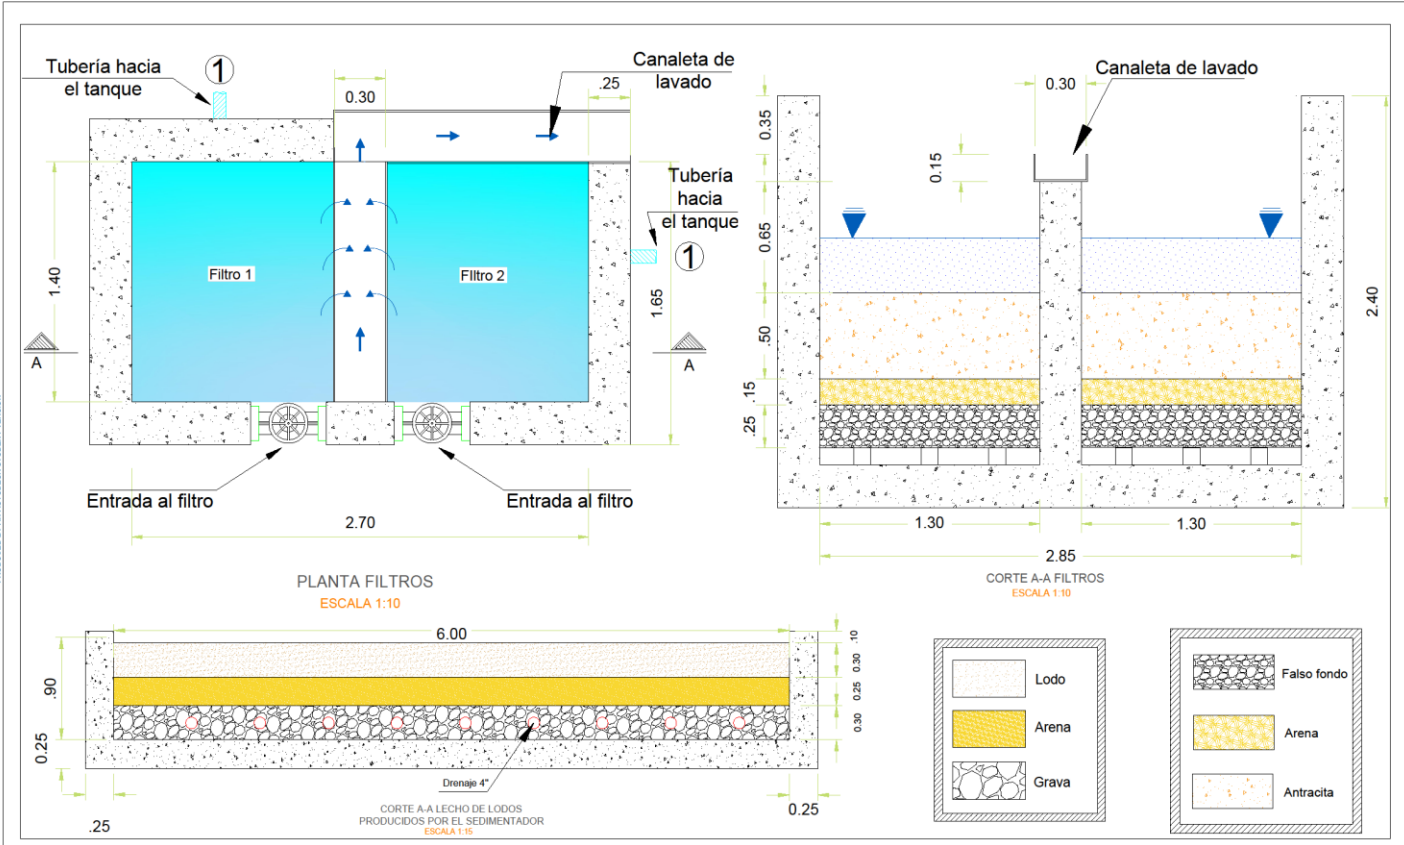 Tubería hacia
el tanque
1
0.30
Canaleta de
lavado
.25
Tubería
hacia
el tanque
1
1.40
Filtro 1
FIltro 2
1.65
A
A
Entrada al filtro
Entrada al filtro
2.70
PLANTA FILTROS
ESCALA 1:10
0.30
Canaleta de lavado
0.35
0.15
0.65
.50
.15
.25
2.40
1.30
1.30
2.85
CORTE A-A FILTROS
ESCALA 1:10
6.00
.90
0.25
.25
.10
0.30
0.25
0.30
0.25
Drenaje 4"
CORTE A-A LECHO DE LODOS
PRODUCIDOS POR EL SEDIMENTADOR
ESCALA 1:15
Lodo
Arena
Grava
Falso fondo
Arena
Antracita